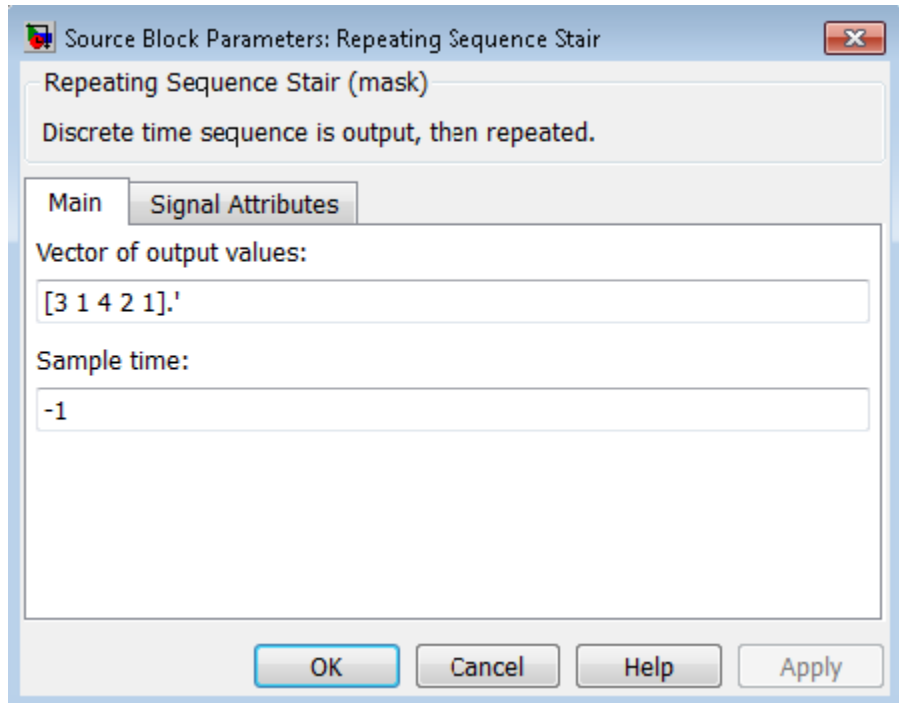 Source Block Parameters: Repeating Sequence Stair
Repeating Sequence Stair (mask)
Discrete time sequence is output, then repeated.
Main Signal Attributes
Vector of output values:
[3 1 4 2 1].'
Sample time:
-1
OK Cancel Help Apply